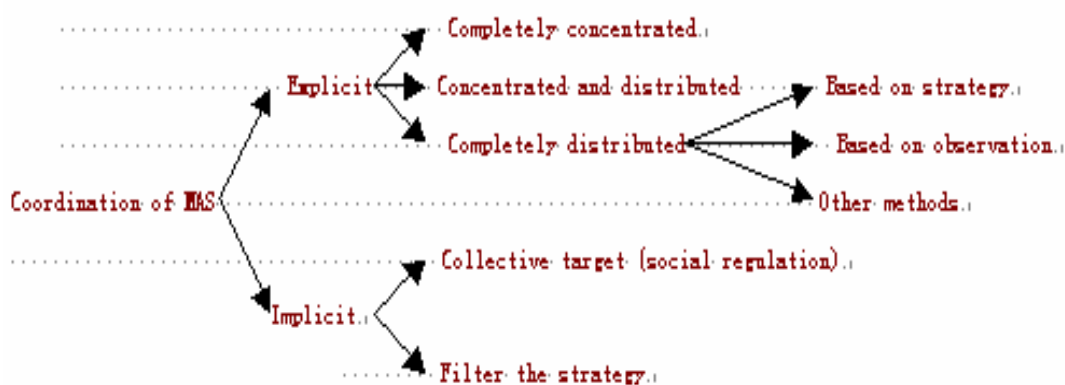 Completely concentrated.
Explicit Concentrated and distributed Based on strategy.
Completely distributed Based on observation.
Coordination of MAS Other methods.
Collective target (social regulation).
Implicit.
Filter the strategy.